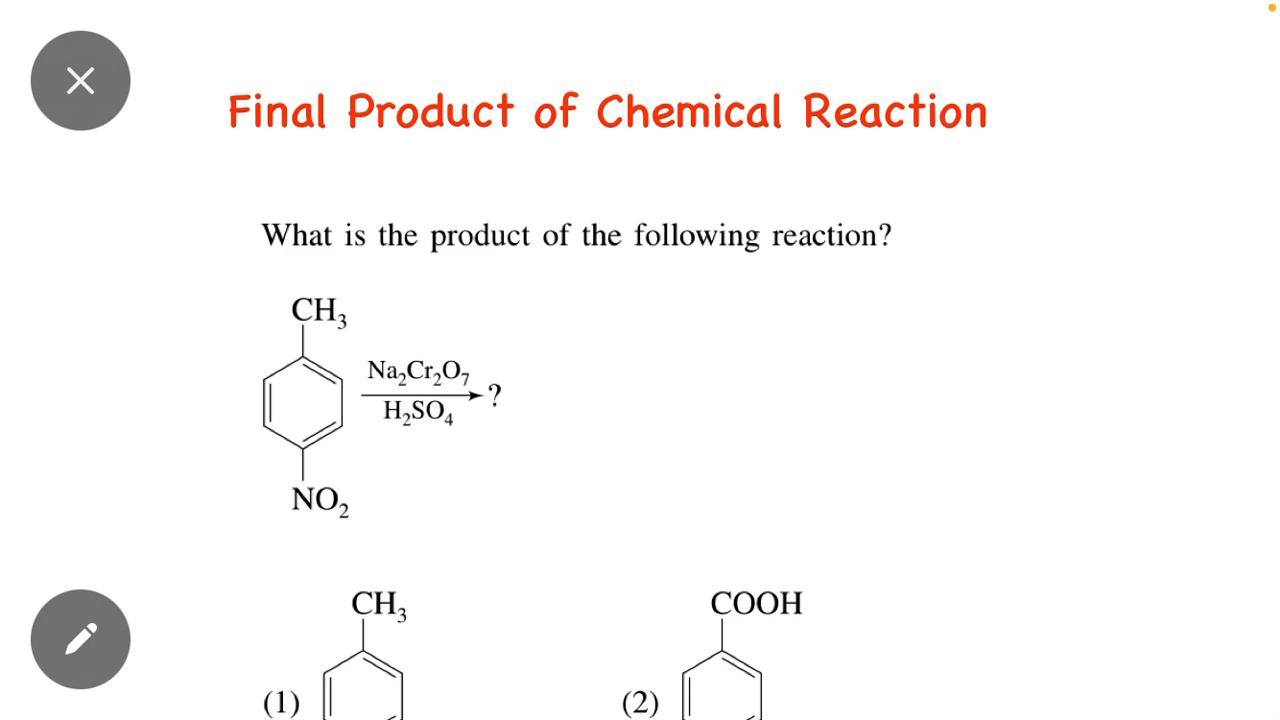 Final Product of Chemical Reaction
What is the product of the following reaction?
CH₃
Na₂Cr₂O₇
?
H₂SO₄
NO₂
CH₃
COOH
(1)
(2)